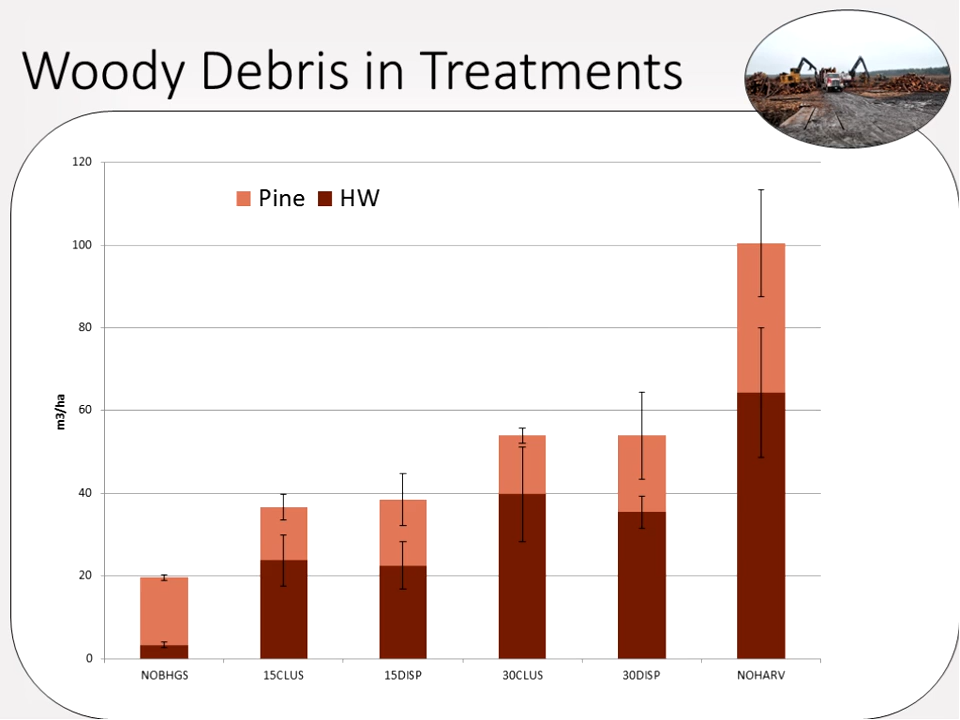 Woody Debris in Treatments
120
Pine HW
100
80
60
m3/ha
40
20
0
NOBHGS 15CLUS 15DISP 30CLUS 30DISP NOHARV